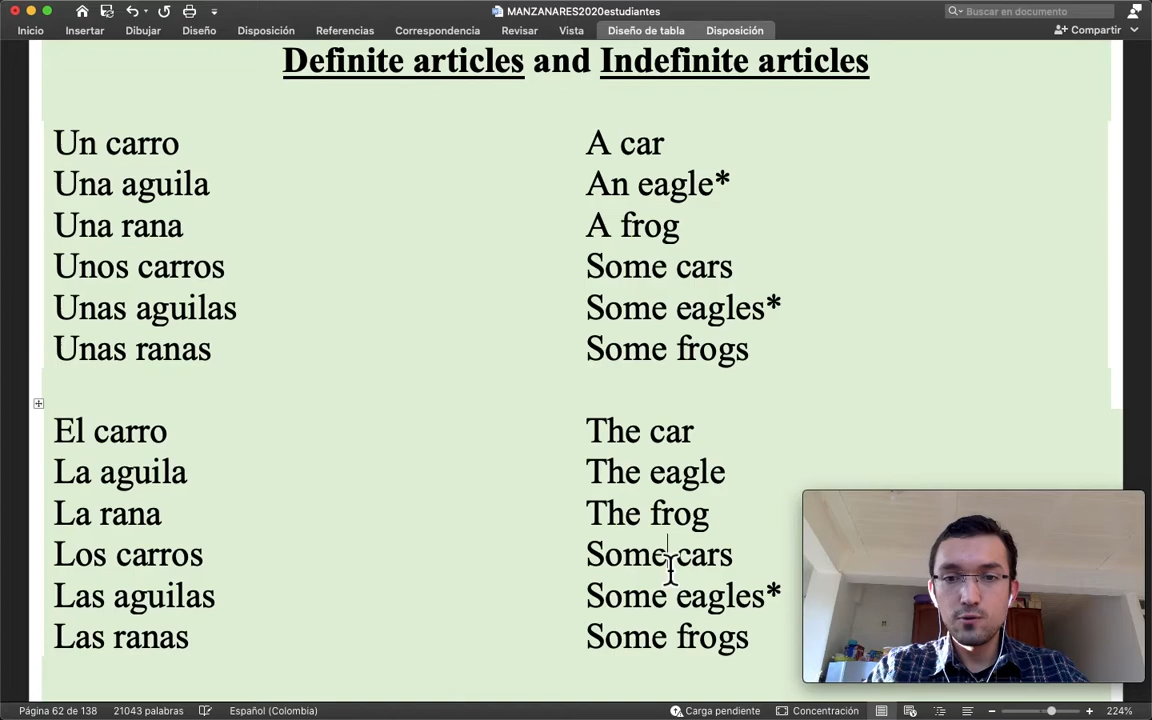 MANZANARES2020estudiantes
Buscar en documento
Inicio Insertar Dibujar Diseño Disposición Referencias Correspondencia Revisar Vista Diseño de tabla Disposición Compartir
Definite articles and Indefinite articles
Un carro A car
Una aguila An eagle*
Una rana A frog
Unos carros Some cars
Unas aguilas Some eagles*
Unas ranas Some frogs
El carro The car
La aguila The eagle
La rana The frog
Los carros Some cars
Las aguilas Some eagles*
Las ranas Some frogs
Página 62 de 138 21043 palabras Español (Colombia) Carga pendiente Concentración 224%